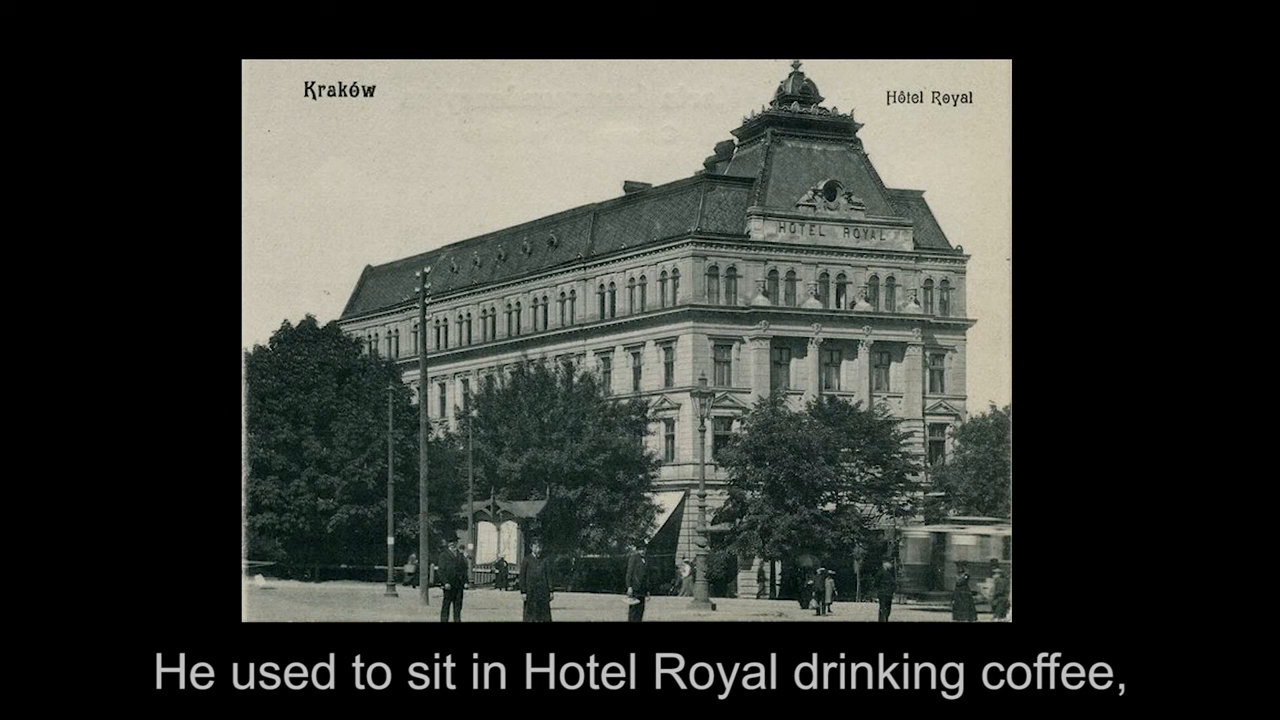 Kraków
Hôtel Royal
HOTEL ROYAL
He used to sit in Hotel Royal drinking coffee,